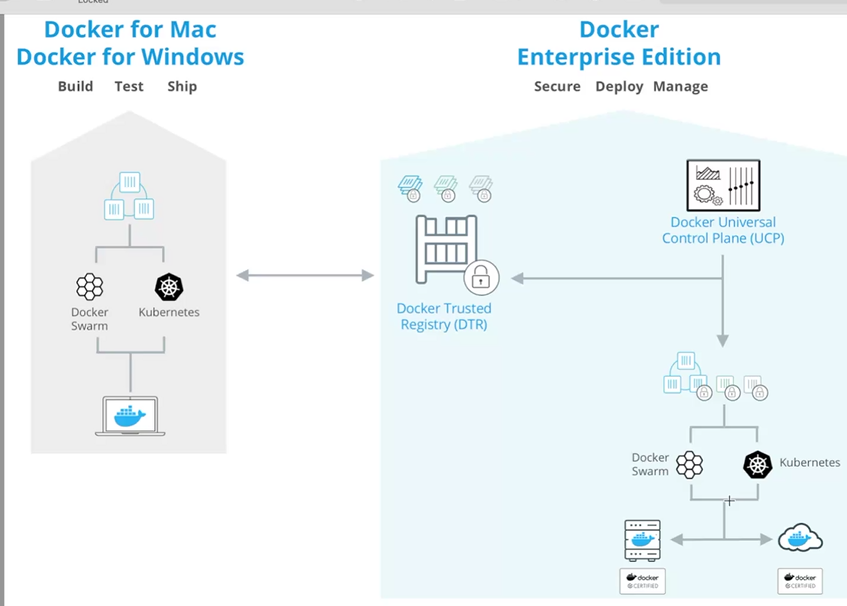 Locked
Docker for Mac
Docker for Windows
Build Test Ship
Docker
Swarm
Kubernetes
Docker
Enterprise Edition
Secure Deploy Manage
Docker Trusted
Registry (DTR)
Docker Universal
Control Plane (UCP)
Docker
Swarm
Kubernetes
docker
CERTIFIED
docker
CERTIFIED